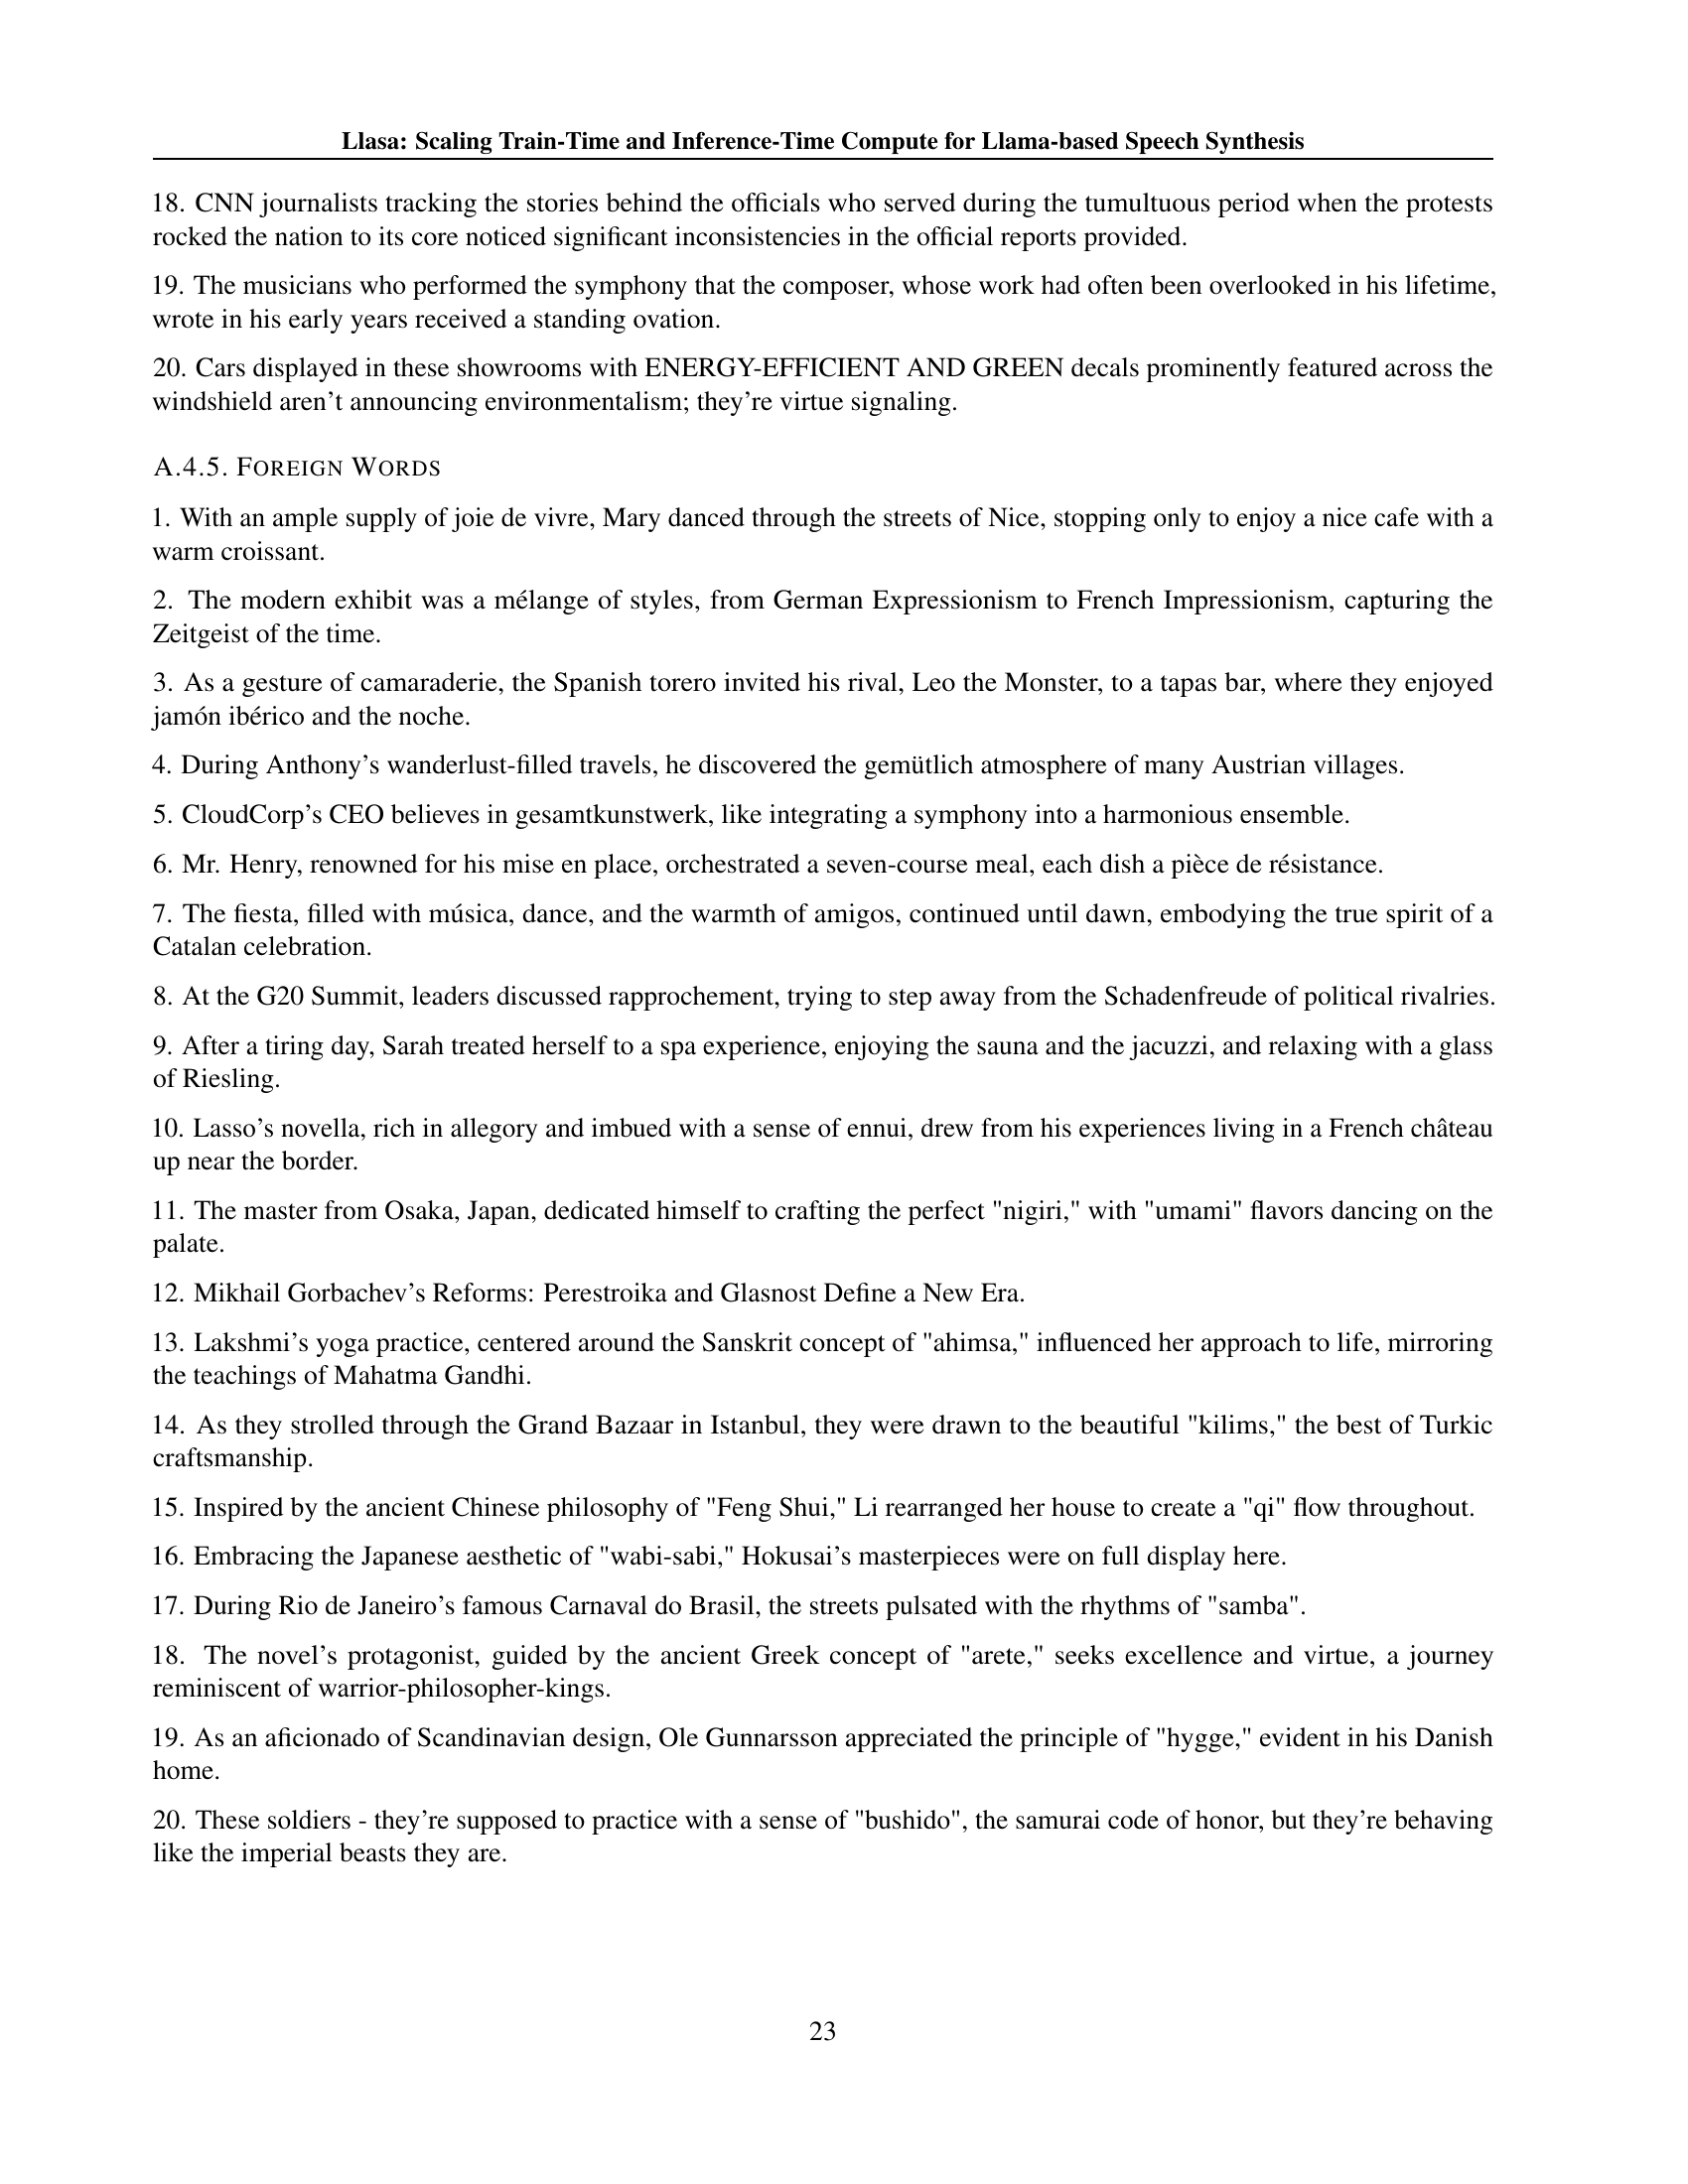 Llasa: Scaling Train-Time and Inference-Time Compute for Llama-based Speech Synthesis
18. CNN journalists tracking the stories behind the officials who served during the tumultuous period when the protests
rocked the nation to its core noticed significant inconsistencies in the official reports provided.
19. The musicians who performed the symphony that the composer, whose work had often been overlooked in his lifetime,
wrote in his early years received a standing ovation.
20. Cars displayed in these showrooms with ENERGY-EFFICIENT AND GREEN decals prominently featured across the
windshield aren't announcing environmentalism; they're virtue signaling.
A.4.5. FOREIGN WORDS
1. With an ample supply of joie de vivre, Mary danced through the streets of Nice, stopping only to enjoy a nice cafe with a
warm croissant.
2. The modern exhibit was a mélange of styles, from German Expressionism to French Impressionism, capturing the
Zeitgeist of the time.
3. As a gesture of camaraderie, the Spanish torero invited his rival, Leo the Monster, to a tapas bar, where they enjoyed
jamón ibérico and the noche.
4. During Anthony's wanderlust-filled travels, he discovered the gemütlich atmosphere of many Austrian villages.
5. CloudCorp's CEO believes in gesamtkunstwerk, like integrating a symphony into a harmonious ensemble.
6. Mr. Henry, renowned for his mise en place, orchestrated a seven-course meal, each dish a pièce de résistance.
7. The fiesta, filled with música, dance, and the warmth of amigos, continued until dawn, embodying the true spirit of a
Catalan celebration.
8. At the G20 Summit, leaders discussed rapprochement, trying to step away from the Schadenfreude of political rivalries.
9. After a tiring day, Sarah treated herself to a spa experience, enjoying the sauna and the jacuzzi, and relaxing with a glass
of Riesling.
10. Lasso's novella, rich in allegory and imbued with a sense of ennui, drew from his experiences living in a French château
up near the border.
11. The master from Osaka, Japan, dedicated himself to crafting the perfect "nigiri," with "umami" flavors dancing on the
palate.
12. Mikhail Gorbachev's Reforms: Perestroika and Glasnost Define a New Era.
13. Lakshmi's yoga practice, centered around the Sanskrit concept of "ahimsa," influenced her approach to life, mirroring
the teachings of Mahatma Gandhi.
14. As they strolled through the Grand Bazaar in Istanbul, they were drawn to the beautiful "kilims," the best of Turkic
craftsmanship.
15. Inspired by the ancient Chinese philosophy of "Feng Shui," Li rearranged her house to create a "qi" flow throughout.
16. Embracing the Japanese aesthetic of "wabi-sabi," Hokusai's masterpieces were on full display here.
17. During Rio de Janeiro's famous Carnaval do Brasil, the streets pulsated with the rhythms of "samba".
18. The novel's protagonist, guided by the ancient Greek concept of "arete," seeks excellence and virtue, a journey
reminiscent of warrior-philosopher-kings.
19. As an aficionado of Scandinavian design, Ole Gunnarsson appreciated the principle of "hygge," evident in his Danish
home.
20. These soldiers - they're supposed to practice with a sense of "bushido", the samurai code of honor, but they're behaving
like the imperial beasts they are.
23